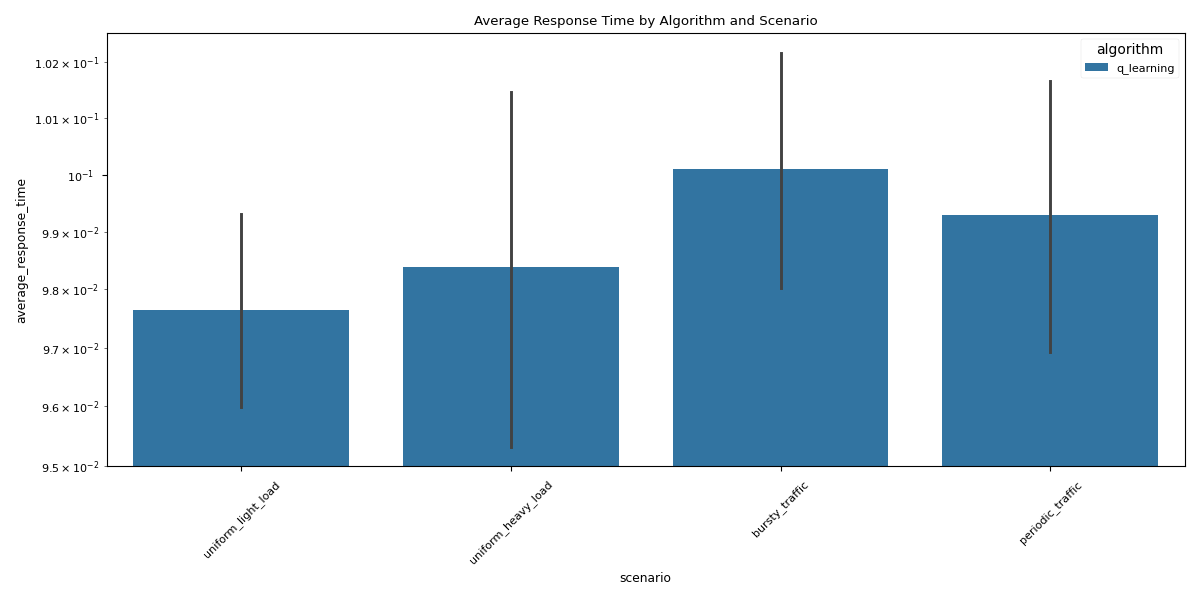 Average Response Time by Algorithm and Scenario
algorithm
q_learning
average_response_time
1.02 × 10⁻¹
1.01 × 10⁻¹
10⁻¹
9.9 × 10⁻²
9.8 × 10⁻²
9.7 × 10⁻²
9.6 × 10⁻²
9.5 × 10⁻²
uniform_light_load
uniform_heavy_load
bursty_traffic
periodic_traffic
scenario